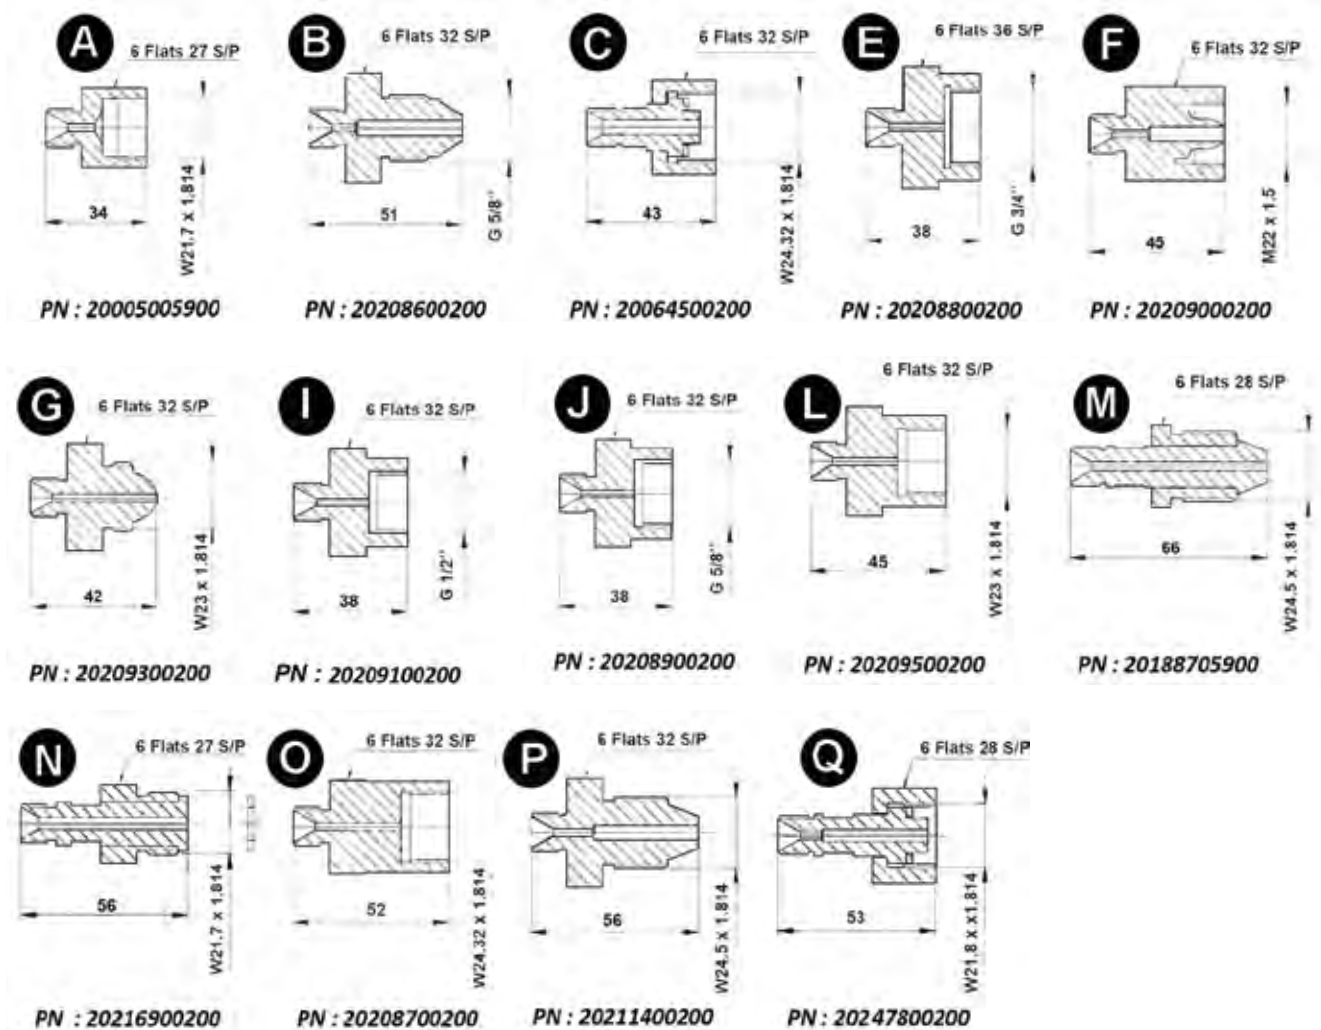 A
6 Flats 27 S/P
34
W21.7 x 1.814
PN : 20005005900
B
6 Flats 32 S/P
51
G 5/8''
PN : 20208600200
C
6 Flats 32 S/P
43
W24.32 x 1.814
PN : 20064500200
E
6 Flats 36 S/P
38
G 3/4''
PN : 20208800200
F
6 Flats 32 S/P
45
M22 x 1.5
PN : 20209000200
G
6 Flats 32 S/P
42
W23 x 1.814
PN : 20209300200
I
6 Flats 32 S/P
38
G 1/2''
PN : 20209100200
J
6 Flats 32 S/P
38
G 5/8''
PN : 20208900200
L
6 Flats 32 S/P
45
W23 x 1.814
PN : 20209500200
M
6 Flats 28 S/P
66
W24.5 x 1.814
PN : 20188705900
N
6 Flats 27 S/P
56
W21.7 x 1.814
PN : 20216900200
O
6 Flats 32 S/P
52
W24.32 x 1.814
PN : 20208700200
P
6 Flats 32 S/P
56
W24.5 x 1.814
PN : 20211400200
Q
6 Flats 28 S/P
53
W21.8 x x1.814
PN : 20247800200